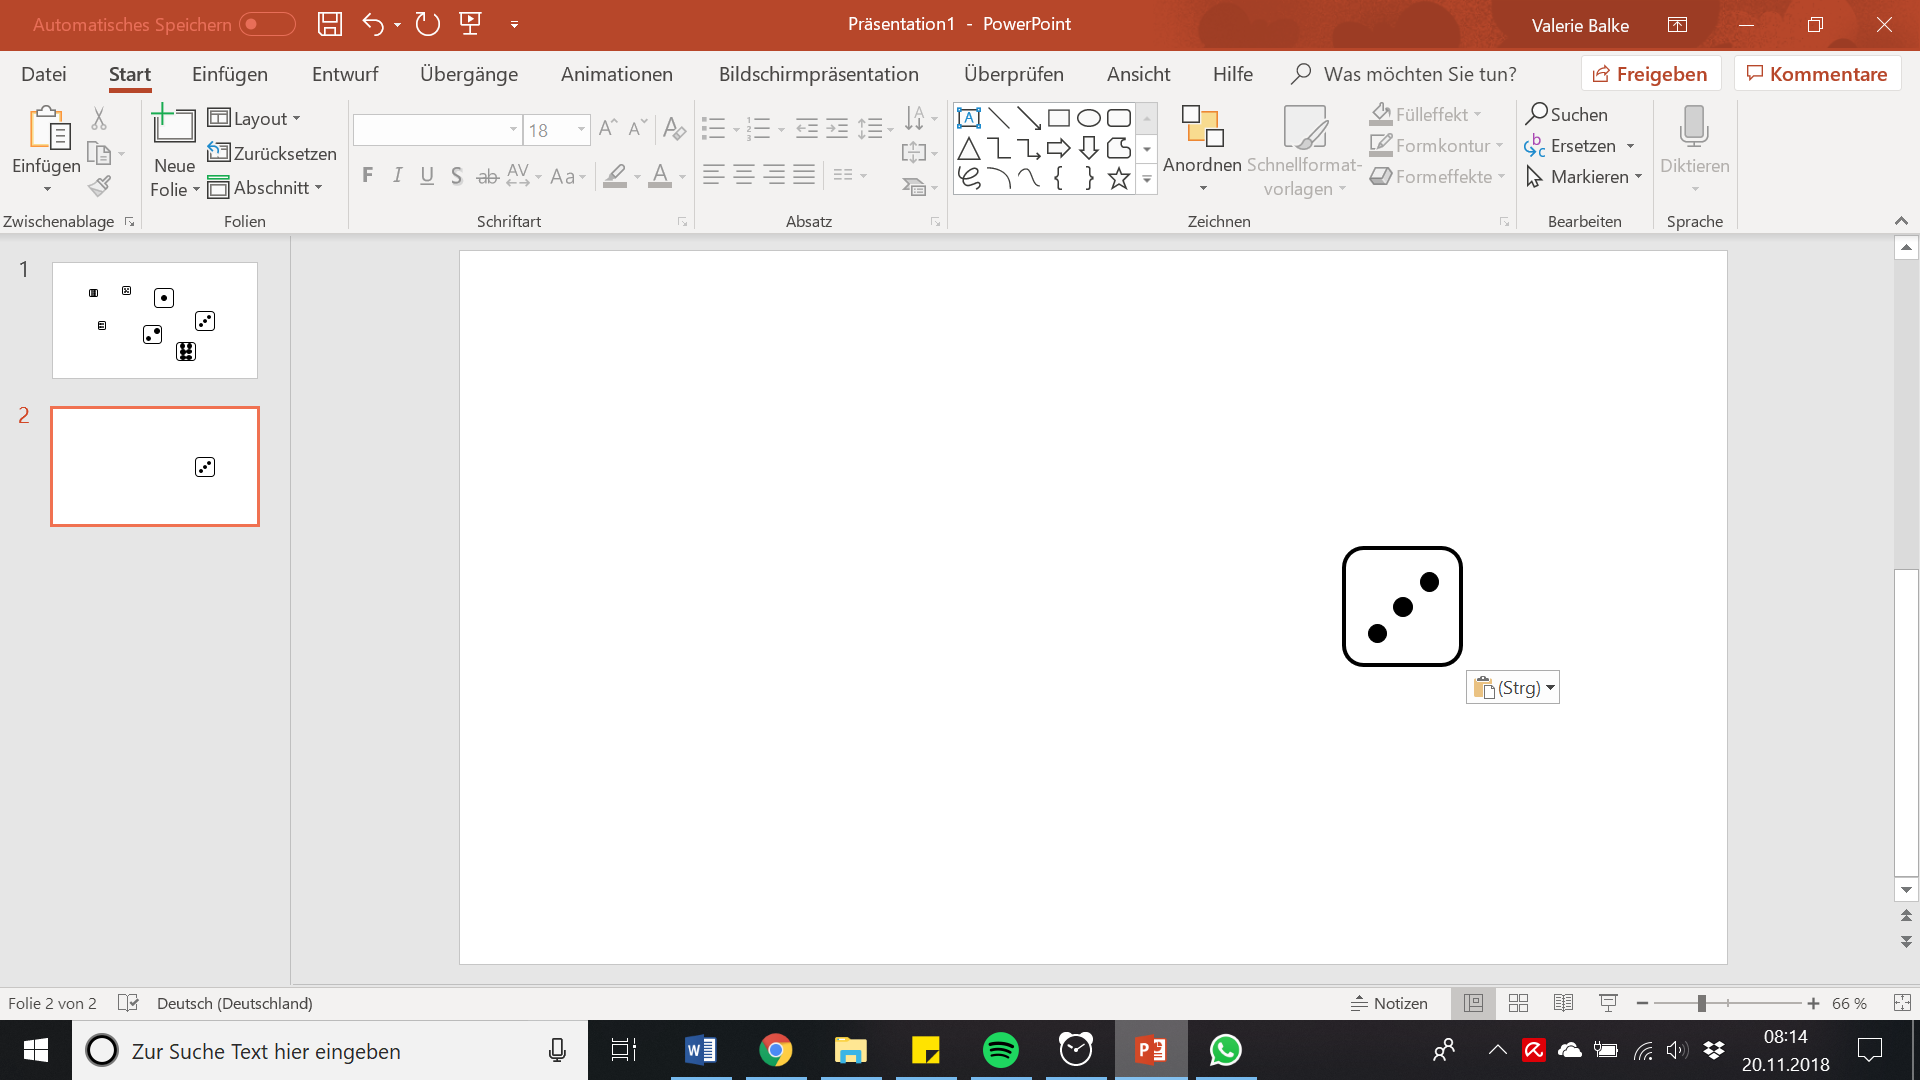 Automatisches Speichern
Präsentation1 - PowerPoint
Valerie Balke
Datei Start Einfügen Entwurf Übergänge Animationen Bildschirmpräsentation Überprüfen Ansicht Hilfe Was möchten Sie tun? Freigeben Kommentare
Einfügen
Neue Folie
Layout
Zurücksetzen
Abschnitt
18
F K U S ab AV Aa A
Anordnen
Schnellformat-
vorlagen
Fülleffekt
Formkontur
Formeffekte
Suchen
Ersetzen
Markieren
Diktieren
Zwischenablage Folien Schriftart Absatz Zeichnen Bearbeiten Sprache
1
2
(Strg)
Folie 2 von 2 Deutsch (Deutschland) Notizen 66 %
Zur Suche Text hier eingeben
08:14
20.11.2018